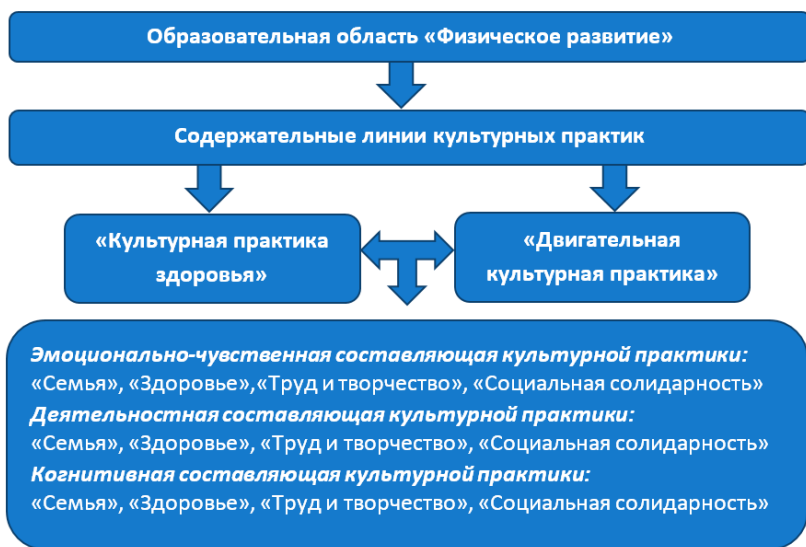 Образовательная область «Физическое развитие»
Содержательные линии культурных практик
«Культурная практика
здоровья»
«Двигательная
культурная практика»
Эмоционально-чувственная составляющая культурной практики:
«Семья», «Здоровье»,«Труд и творчество», «Социальная солидарность»
Деятельностная составляющая культурной практики:
«Семья», «Здоровье», «Труд и творчество», «Социальная солидарность»
Когнитивная составляющая культурной практики:
«Семья», «Здоровье», «Труд и творчество», «Социальная солидарность»